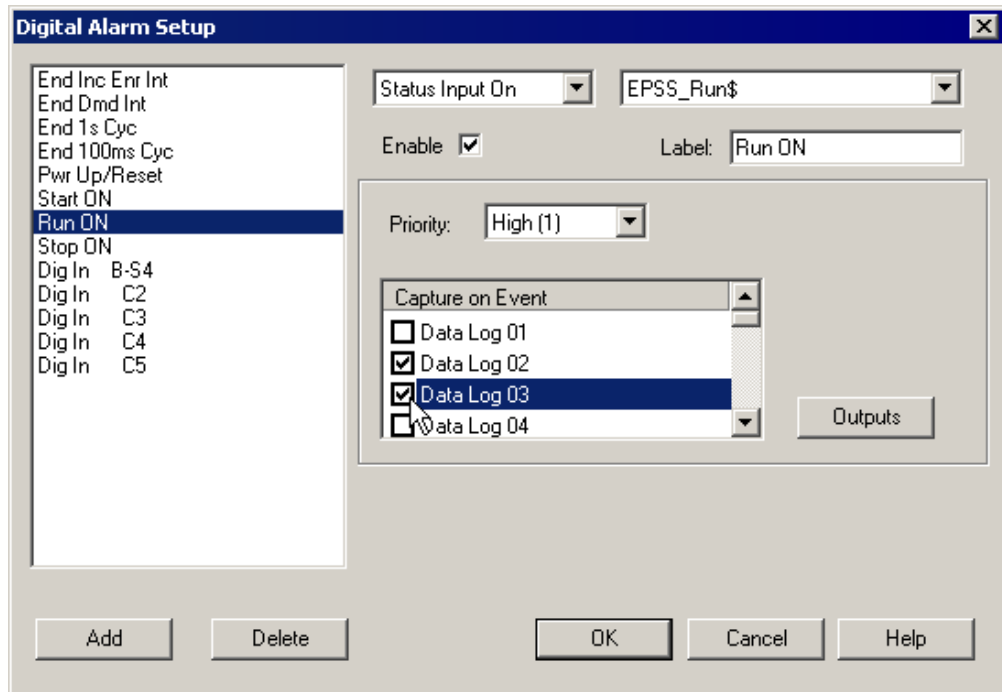 Digital Alarm Setup
End Inc Enr Int
End Dmd Int
End 1s Cyc
End 100ms Cyc
Pwr Up/Reset
Start ON
Run ON
Stop ON
Dig In B-S4
Dig In C2
Dig In C3
Dig In C4
Dig In C5
Status Input On
EPSS_Run$
Enable
Label: Run ON
Priority: High (1)
Capture on Event
Data Log 01
Data Log 02
Data Log 03
Data Log 04
Outputs
Add Delete OK Cancel Help